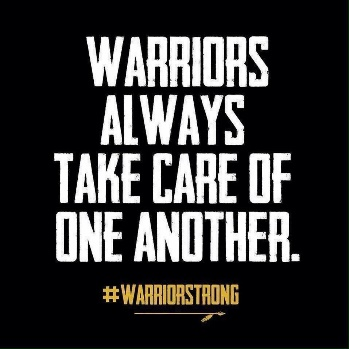 WARRIORS
ALWAYS
TAKE CARE OF
ONE ANOTHER.
#WARRIORSTRONG